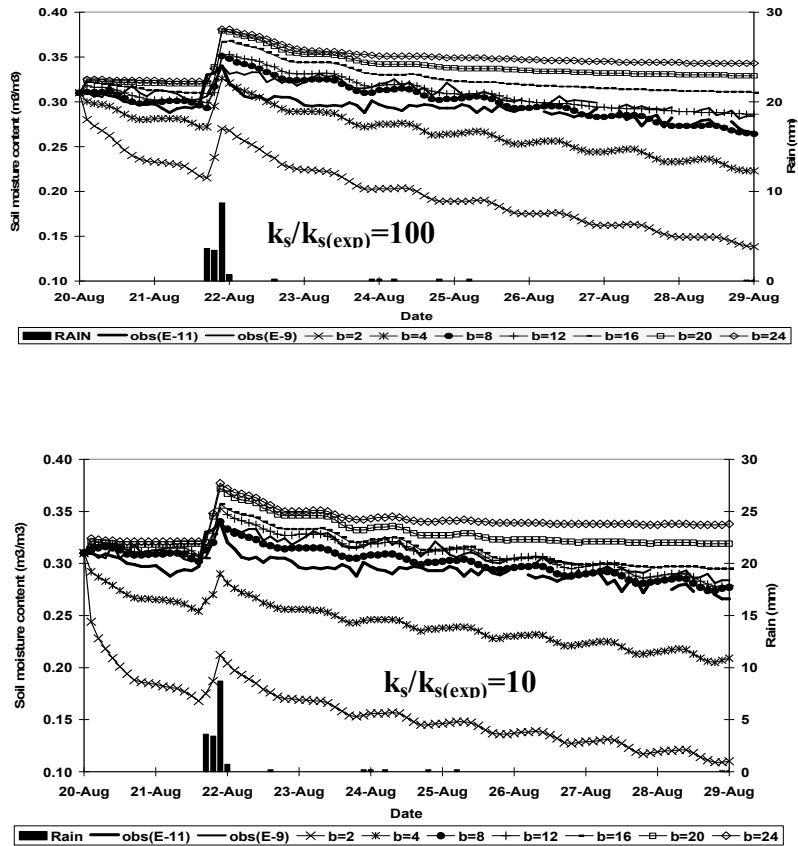 0.40
30
0.35
0.30
20
0.25
0.20
10
0.15
0.10
0
Soil moisture content (m3/m3)
Rain (mm)
k_s/k_s(exp)=100
20-Aug 21-Aug 22-Aug 23-Aug 24-Aug 25-Aug 26-Aug 27-Aug 28-Aug 29-Aug
Date
RAIN obs(E-11) obs(E-9) b=2 b=4 b=8 b=12 b=16 b=20 b=24
0.40
30
0.35
25
0.30
20
0.25
15
0.20
10
0.15
5
0.10
0
Soil moisture content (m3/m3)
Rain (mm)
k_s/k_s(exp)=10
20-Aug 21-Aug 22-Aug 23-Aug 24-Aug 25-Aug 26-Aug 27-Aug 28-Aug 29-Aug
Date
Rain obs(E-11) obs(E-9) b=2 b=4 b=8 b=12 b=16 b=20 b=24